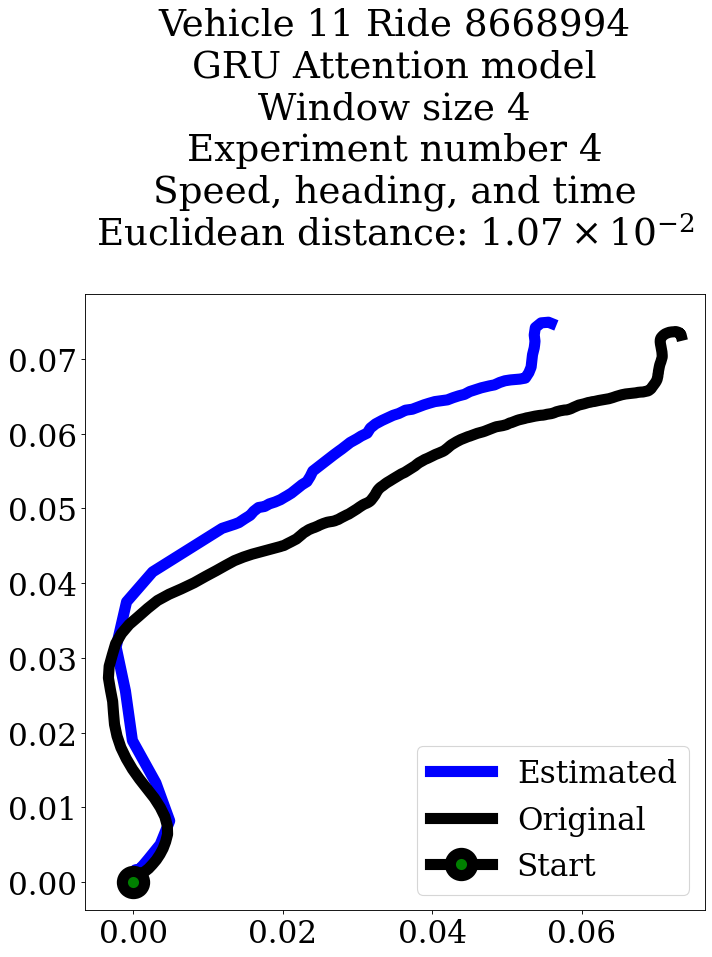 Vehicle 11 Ride 8668994
GRU Attention model
Window size 4
Experiment number 4
Speed, heading, and time
Euclidean distance: 1.07 × 10⁻²
0.07
0.06
0.05
0.04
0.03
0.02
0.01
0.00
Estimated
Original
Start
0.00 0.02 0.04 0.06